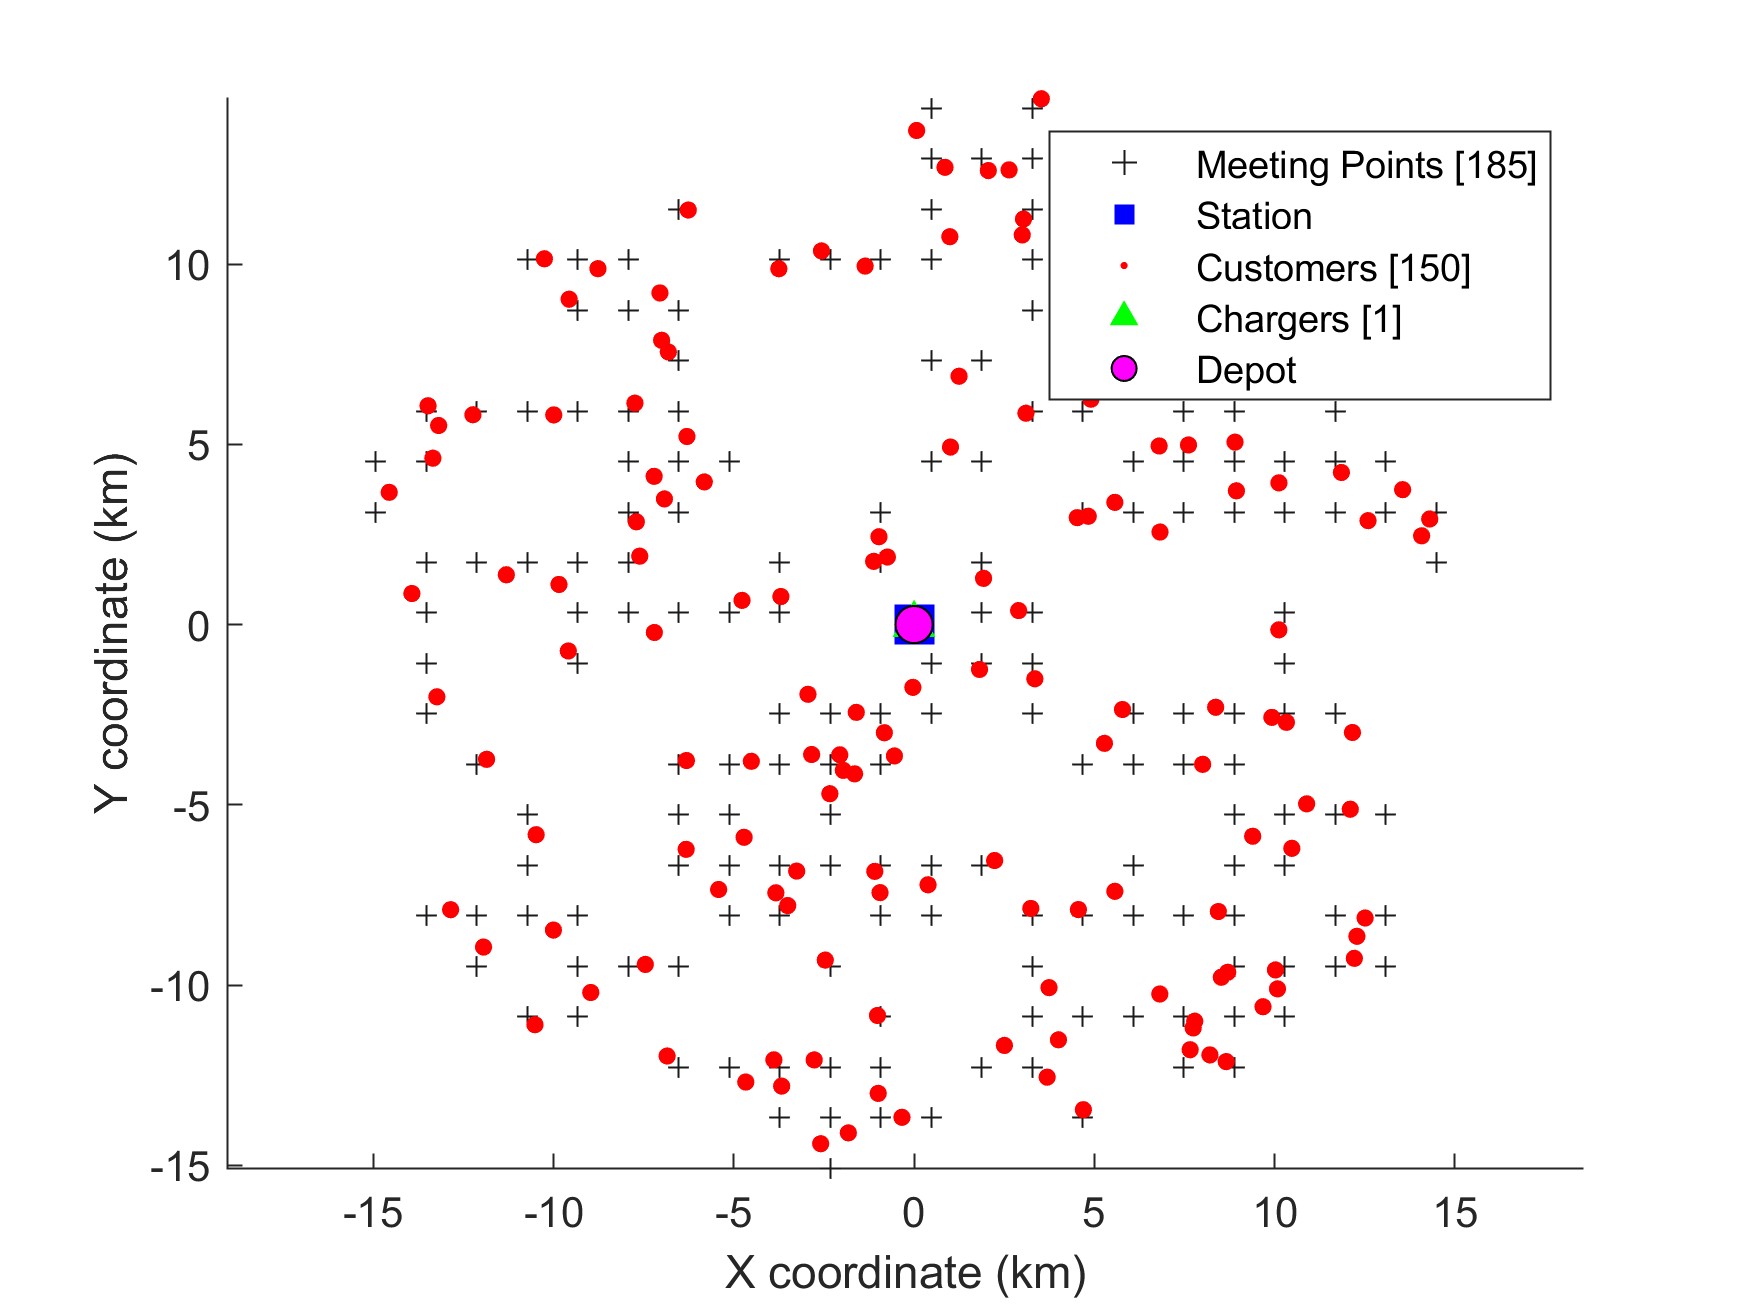 Meeting Points [185]
Station
Customers [150]
Chargers [1]
Depot
10
5
0
-5
-10
-15
Y coordinate (km)
-15
-10
-5
0
5
10
15
X coordinate (km)